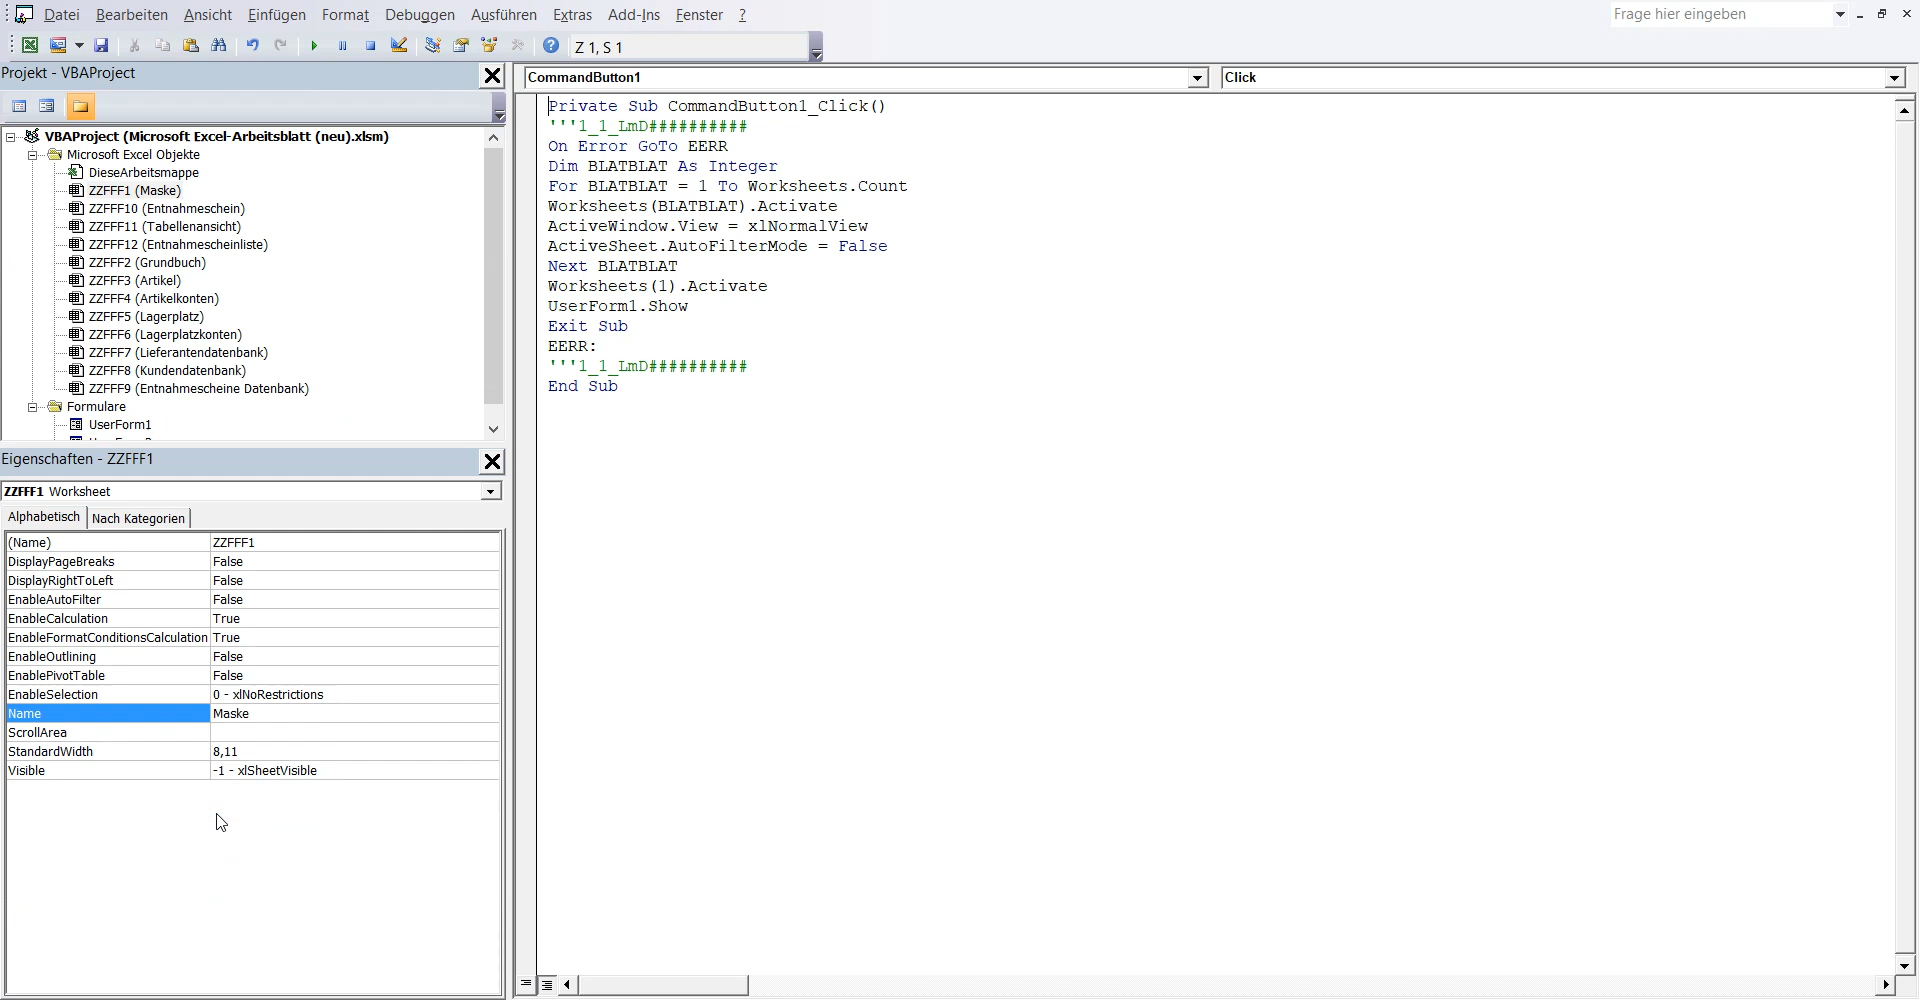 Datei Bearbeiten Ansicht Einfügen Format Debuggen Ausführen Extras Add-Ins Fenster ? Frage hier eingeben
Z 1, S 1
Projekt - VBAProject
VBAProject (Microsoft Excel-Arbeitsblatt (neu).xlsm)
Microsoft Excel Objekte
DieseArbeitsmappe
ZZFFF1 (Maske)
ZZFFF10 (Entnahmeschein)
ZZFFF11 (Tabellenansicht)
ZZFFF12 (Entnahmescheinliste)
ZZFFF2 (Grundbuch)
ZZFFF3 (Artikel)
ZZFFF4 (Artikelkonten)
ZZFFF5 (Lagerplatz)
ZZFFF6 (Lagerplatzkonten)
ZZFFF7 (Lieferantendatenbank)
ZZFFF8 (Kundendatenbank)
ZZFFF9 (Entnahmescheine Datenbank)
Formulare
UserForm1
Eigenschaften - ZZFFF1
ZZFFF1 Worksheet
Alphabetisch Nach Kategorien
(Name) ZZFFF1
DisplayPageBreaks False
DisplayRightToLeft False
EnableAutoFilter False
EnableCalculation True
EnableFormatConditionsCalculation True
EnableOutlining False
EnablePivotTable False
EnableSelection 0 - xlNoRestrictions
Name Maske
ScrollArea
StandardWidth 8,11
Visible -1 - xlSheetVisible
CommandButton1 Click
Private Sub CommandButton1_Click()
'''1_1_LmD##########
On Error GoTo EERR
Dim BLATBLAT As Integer
For BLATBLAT = 1 To Worksheets.Count
Worksheets(BLATBLAT).Activate
ActiveWindow.View = xlNormalView
ActiveSheet.AutoFilterMode = False
Next BLATBLAT
Worksheets(1).Activate
UserForm1.Show
Exit Sub
EERR:
'''1_1_LmD##########
End Sub